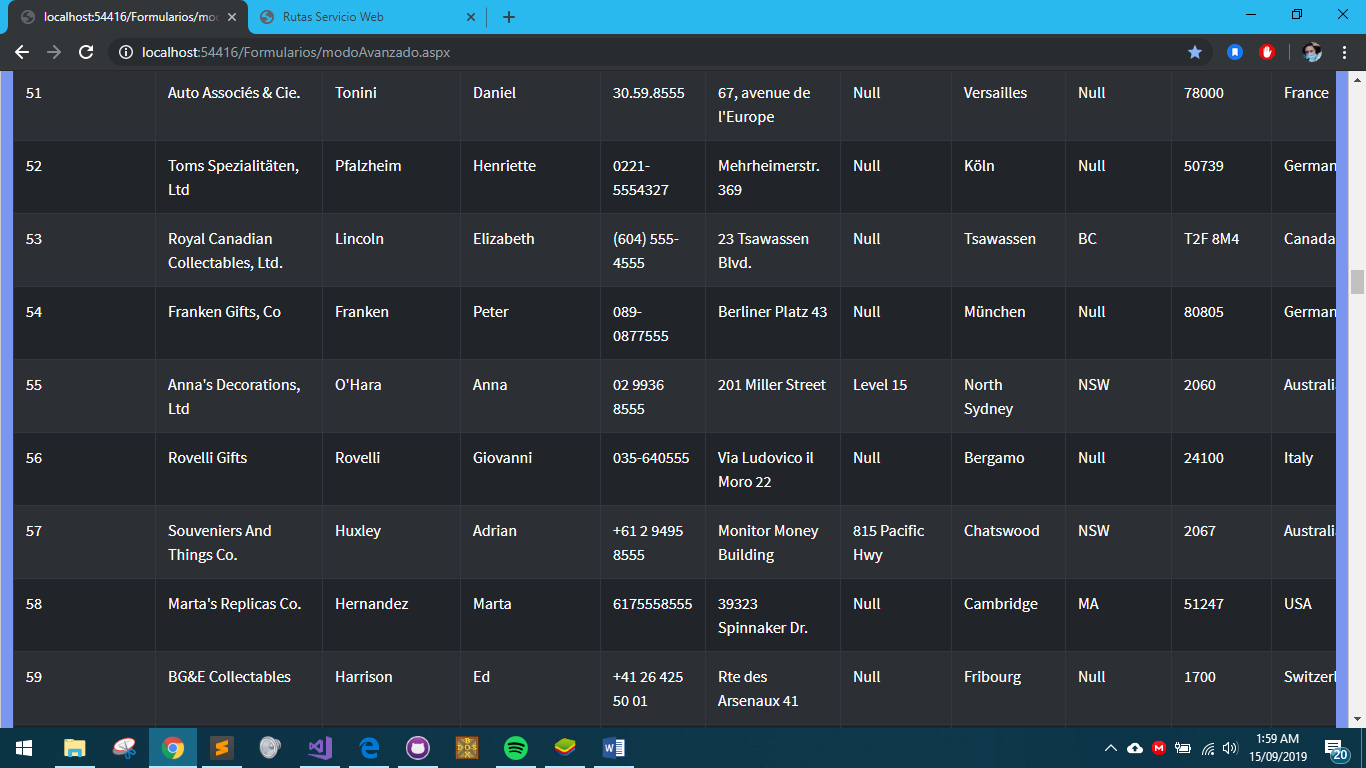 localhost:54416/Formularios/mod
Rutas Servicio Web
localhost:54416/Formularios/modoAvanzado.aspx
51 Auto Associés & Cie. Tonini Daniel 30.59.8555 67, avenue de Null Versailles Null 78000 France
l'Europe
52 Toms Spezialitäten, Pfalzheim Henriette 0221- Mehrheimerstr. Null Köln Null 50739 German
Ltd 5554327 369
53 Royal Canadian Lincoln Elizabeth (604) 555- 23 Tsawassen Null Tsawassen BC T2F 8M4 Canada
Collectables, Ltd. 4555 Blvd.
54 Franken Gifts, Co Franken Peter 089- Berliner Platz 43 Null München Null 80805 German
0877555
55 Anna's Decorations, O'Hara Anna 02 9936 201 Miller Street Level 15 North NSW 2060 Australi
Ltd 8555 Sydney
56 Rovelli Gifts Rovelli Giovanni 035-640555 Via Ludovico il Null Bergamo Null 24100 Italy
Moro 22
57 Souveniers And Huxley Adrian +61 2 9495 Monitor Money 815 Pacific Chatswood NSW 2067 Australi
Things Co. 8555 Building Hwy
58 Marta's Replicas Co. Hernandez Marta 6175558555 39323 Null Cambridge MA 51247 USA
Spinnaker Dr.
59 BG&E Collectables Harrison Ed +41 26 425 Rte des Null Fribourg Null 1700 Switzerl
50 01 Arsenaux 41
1:59 AM
15/09/2019
20